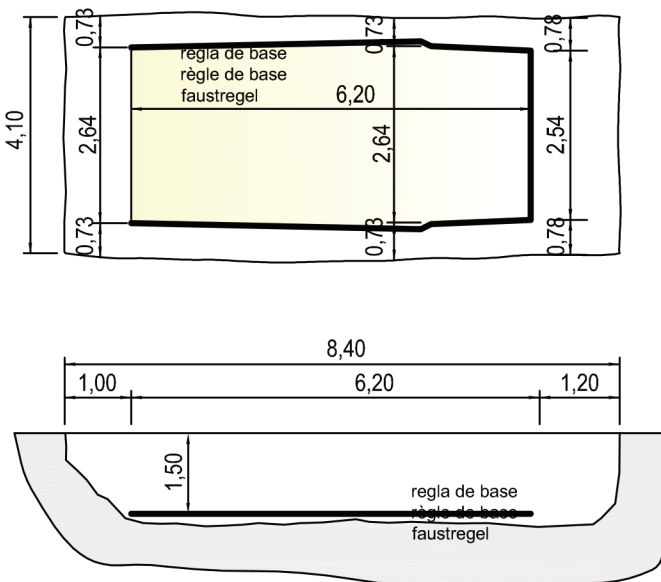 0,73
0,73
0,78
regla de base
règle de base
faustregel
6,20
4,10
2,64
2,64
2,54
0,73
0,73
0,78
8,40
1,00
6,20
1,20
1,50
regla de base
règle de base
faustregel